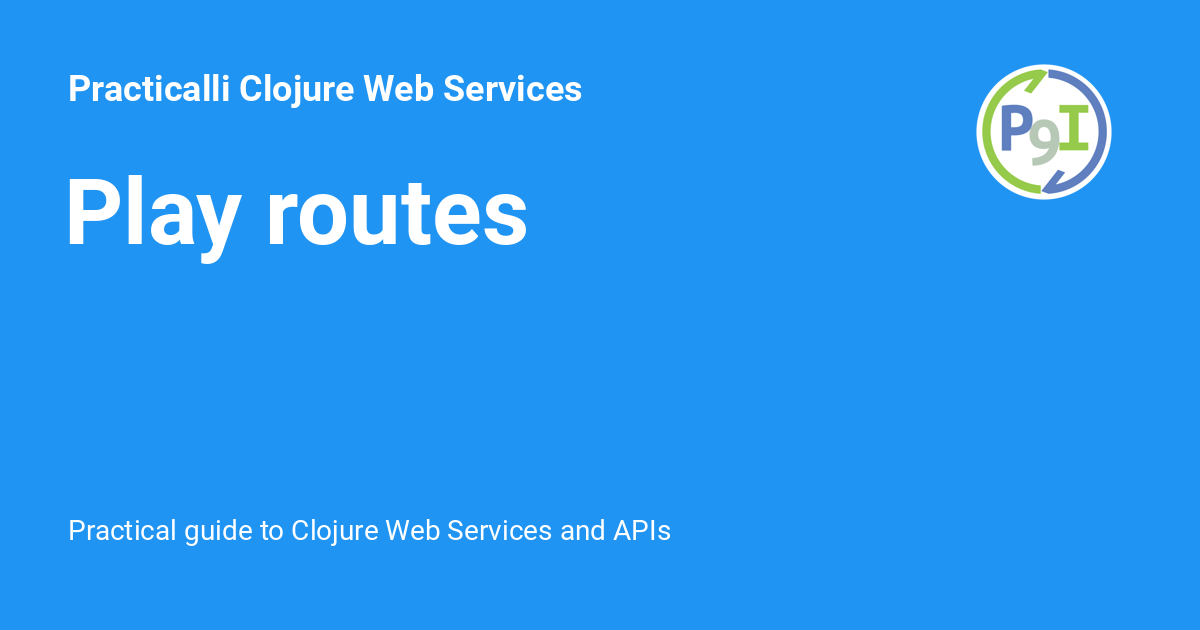 Practicalli Clojure Web Services
P9I
Play routes
Practical guide to Clojure Web Services and APIs